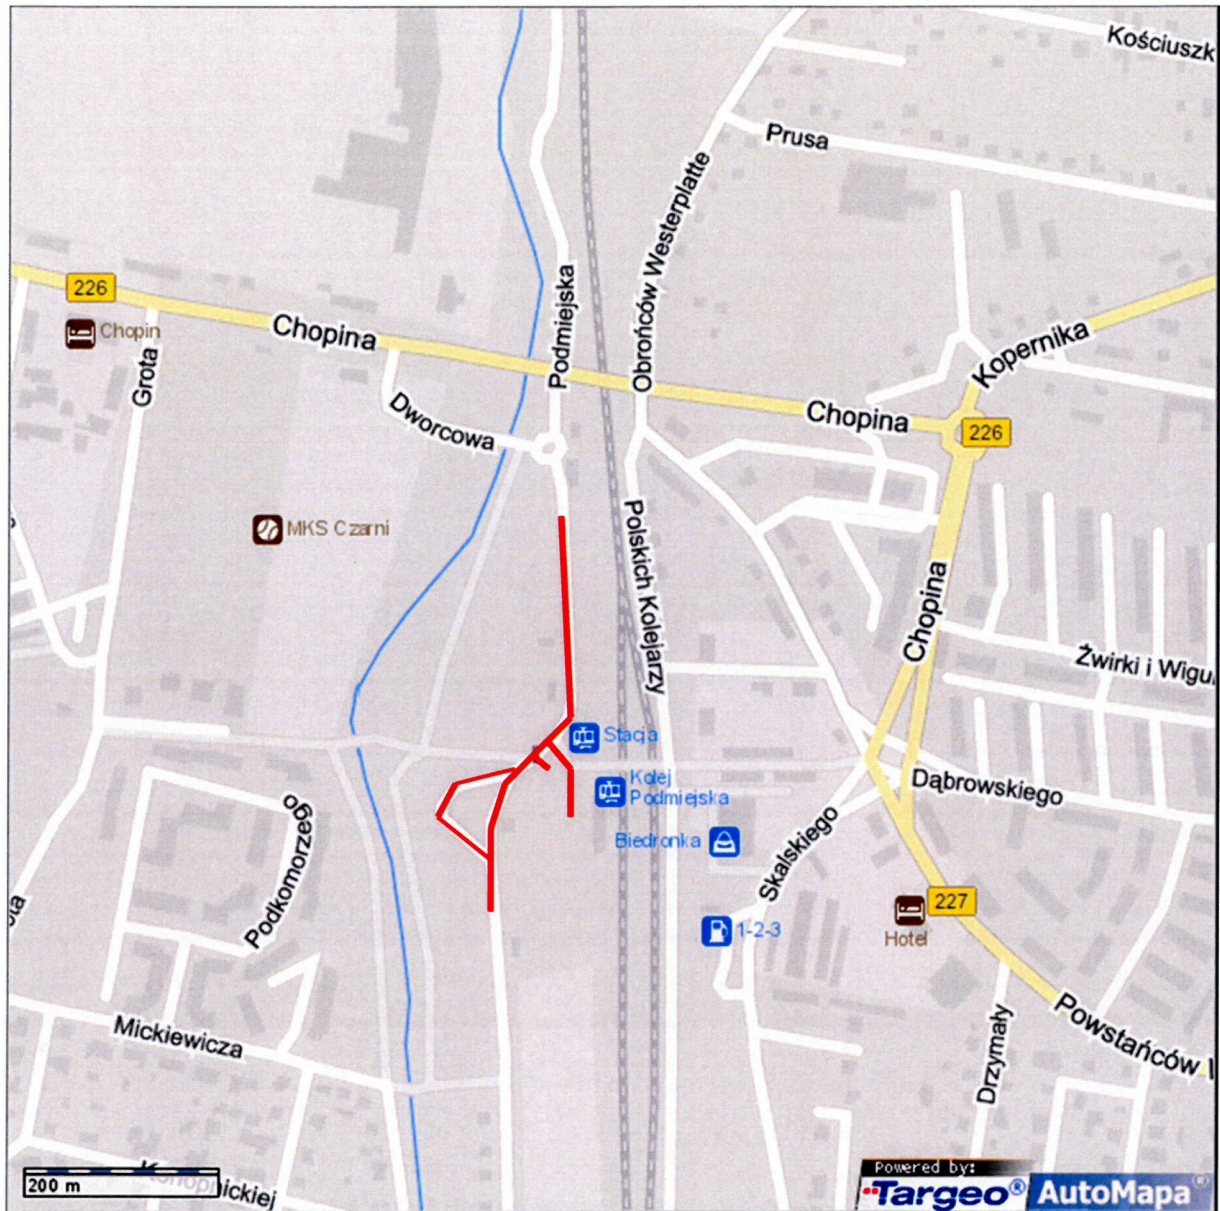 Kościuszk
Prusa
Obrońców Westerplatte
Podmiejska
226
Chopin
Chopina
Grota
Kopernika
Chopina
226
Dworcowa
MKS Czarni
Polskich Kolejarzy
Chopina
Żwirki i Wigu
Stacja
Kolej
Podmiejska
Dąbrowskiego
Biedronka
Skalskiego
Podkomorzego
ota
227
Hotel
1-2-3
Mickiewicza
Drzymały
Powstańców W
Konopnickiej
200 m
Powered by:
Targeo®
AutoMapa®